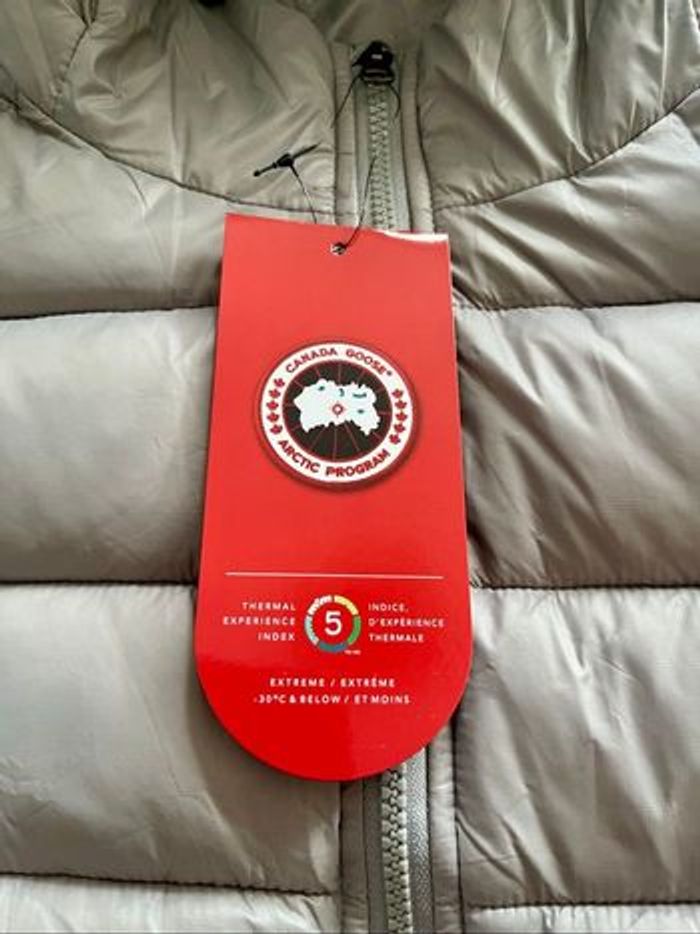 CANADA GOOSE®
ARCTIC PROGRAM
THERMAL
EXPERIENCE
INDEX
5
INDICE.
D'EXPÉRIENCE
THERMALE
EXTREME / EXTRÊME
-30°C & BELOW / ET MOINS